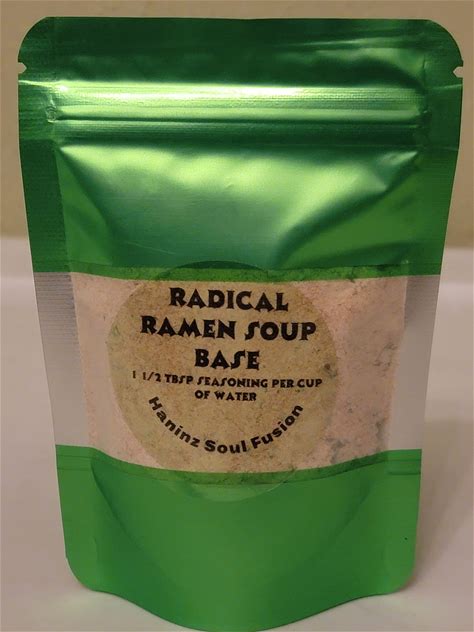 RADICAL
RAMEN SOUP
BASE
1 1/2 TBSP SEASONING PER CUP
OF WATER
Haninz Soul Fusion